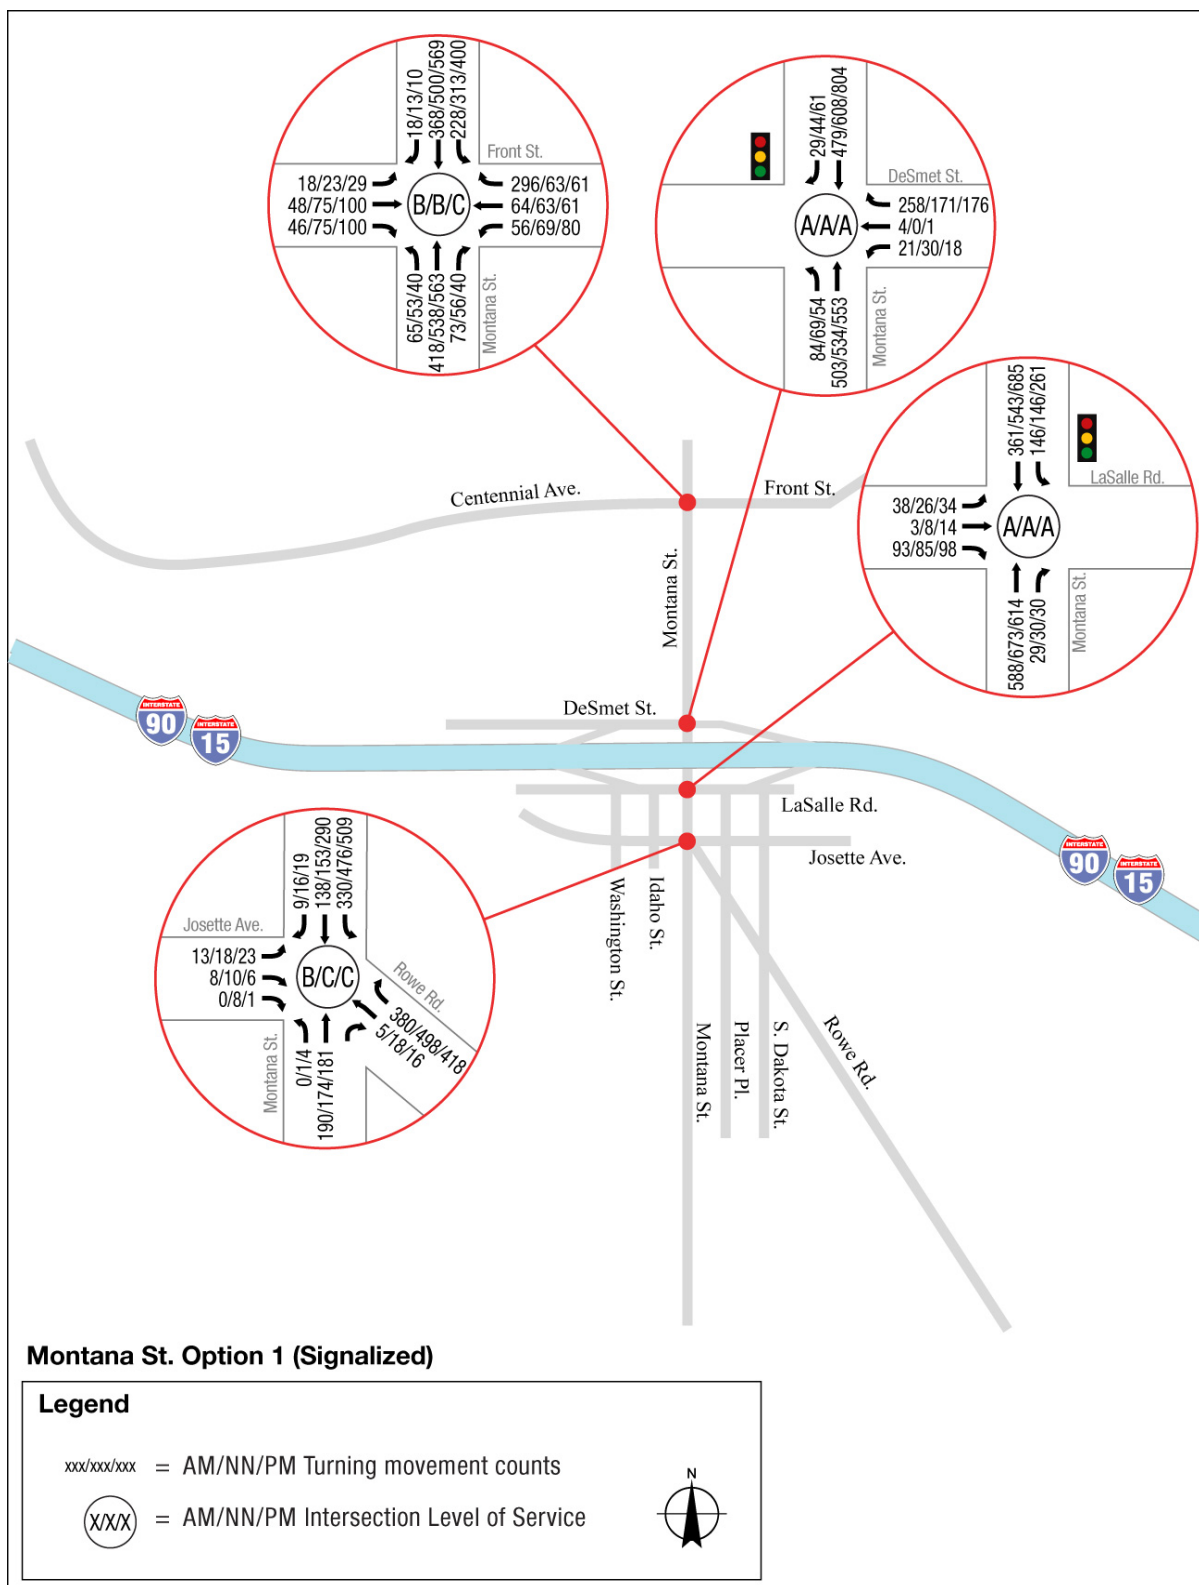 18/13/10
368/500/569
228/313/400
Front St.
18/23/29
48/75/100
46/75/100
B/B/C
296/63/61
64/63/61
56/69/80
65/53/40
418/538/563
73/56/40
Montana St.
29/44/61
479/608/804
DeSmet St.
A/A/A
258/171/176
4/0/1
21/30/18
84/69/54
503/534/553
Montana St.
361/543/685
146/146/261
LaSalle Rd.
38/26/34
3/8/14
93/85/98
A/A/A
588/673/614
29/30/30
Montana St.
Centennial Ave.
Front St.
Montana St.
DeSmet St.
INTERSTATE
90
INTERSTATE
15
LaSalle Rd.
Josette Ave.
INTERSTATE
90
INTERSTATE
15
Washington St.
Idaho St.
Montana St.
Placer Pl.
S. Dakota St.
Rowe Rd.
9/16/19
138/153/290
330/476/509
Josette Ave.
13/18/23
8/10/6
0/8/1
B/C/C
Rowe Rd.
380/498/418
5/18/16
Montana St.
0/1/4
190/174/181
Montana St. Option 1 (Signalized)
Legend
xxx/xxx/xxx = AM/NN/PM Turning movement counts
X/X/X = AM/NN/PM Intersection Level of Service
N